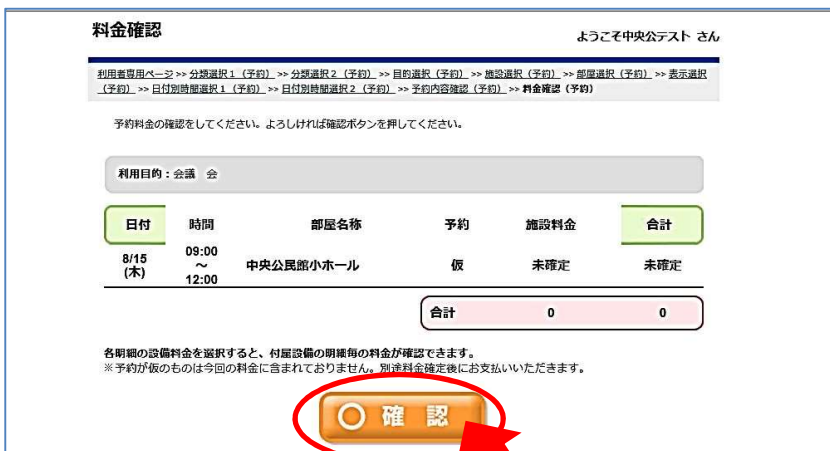 料金確認
ようこそ中央公テスト さん
利用者専用ページ >> 分類選択1（予約） >> 分類選択2（予約） >> 目的選択（予約） >> 施設選択（予約） >> 部屋選択（予約） >> 表示選択
（予約） >> 日付別時間選択1（予約） >> 日付別時間選択2（予約） >> 予約内容確認（予約） >> 料金確認（予約）
予約料金の確認をしてください。よろしければ確認ボタンを押してください。
利用目的：会議 会
日付 時間 部屋名称 予約 施設料金 合計
8/15
(木)
09:00
～
12:00
中央公民館小ホール 仮 未確定 未確定
合計 0 0
各明細の設備料金を選択すると、付属設備の明細毎の料金が確認できます。
※予約が仮のものは今回の料金に含まれておりません。別途料金確定後にお支払いいただきます。
確認